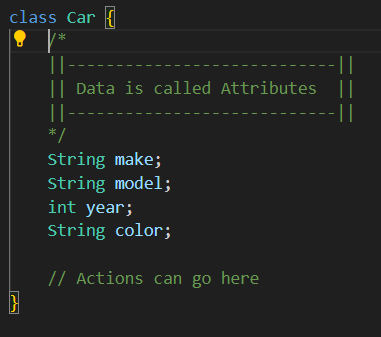 class Car {
    /*
    ||----------------------------||
    || Data is called Attributes  ||
    ||----------------------------||
    */
    String make;
    String model;
    int year;
    String color;

    // Actions can go here
}